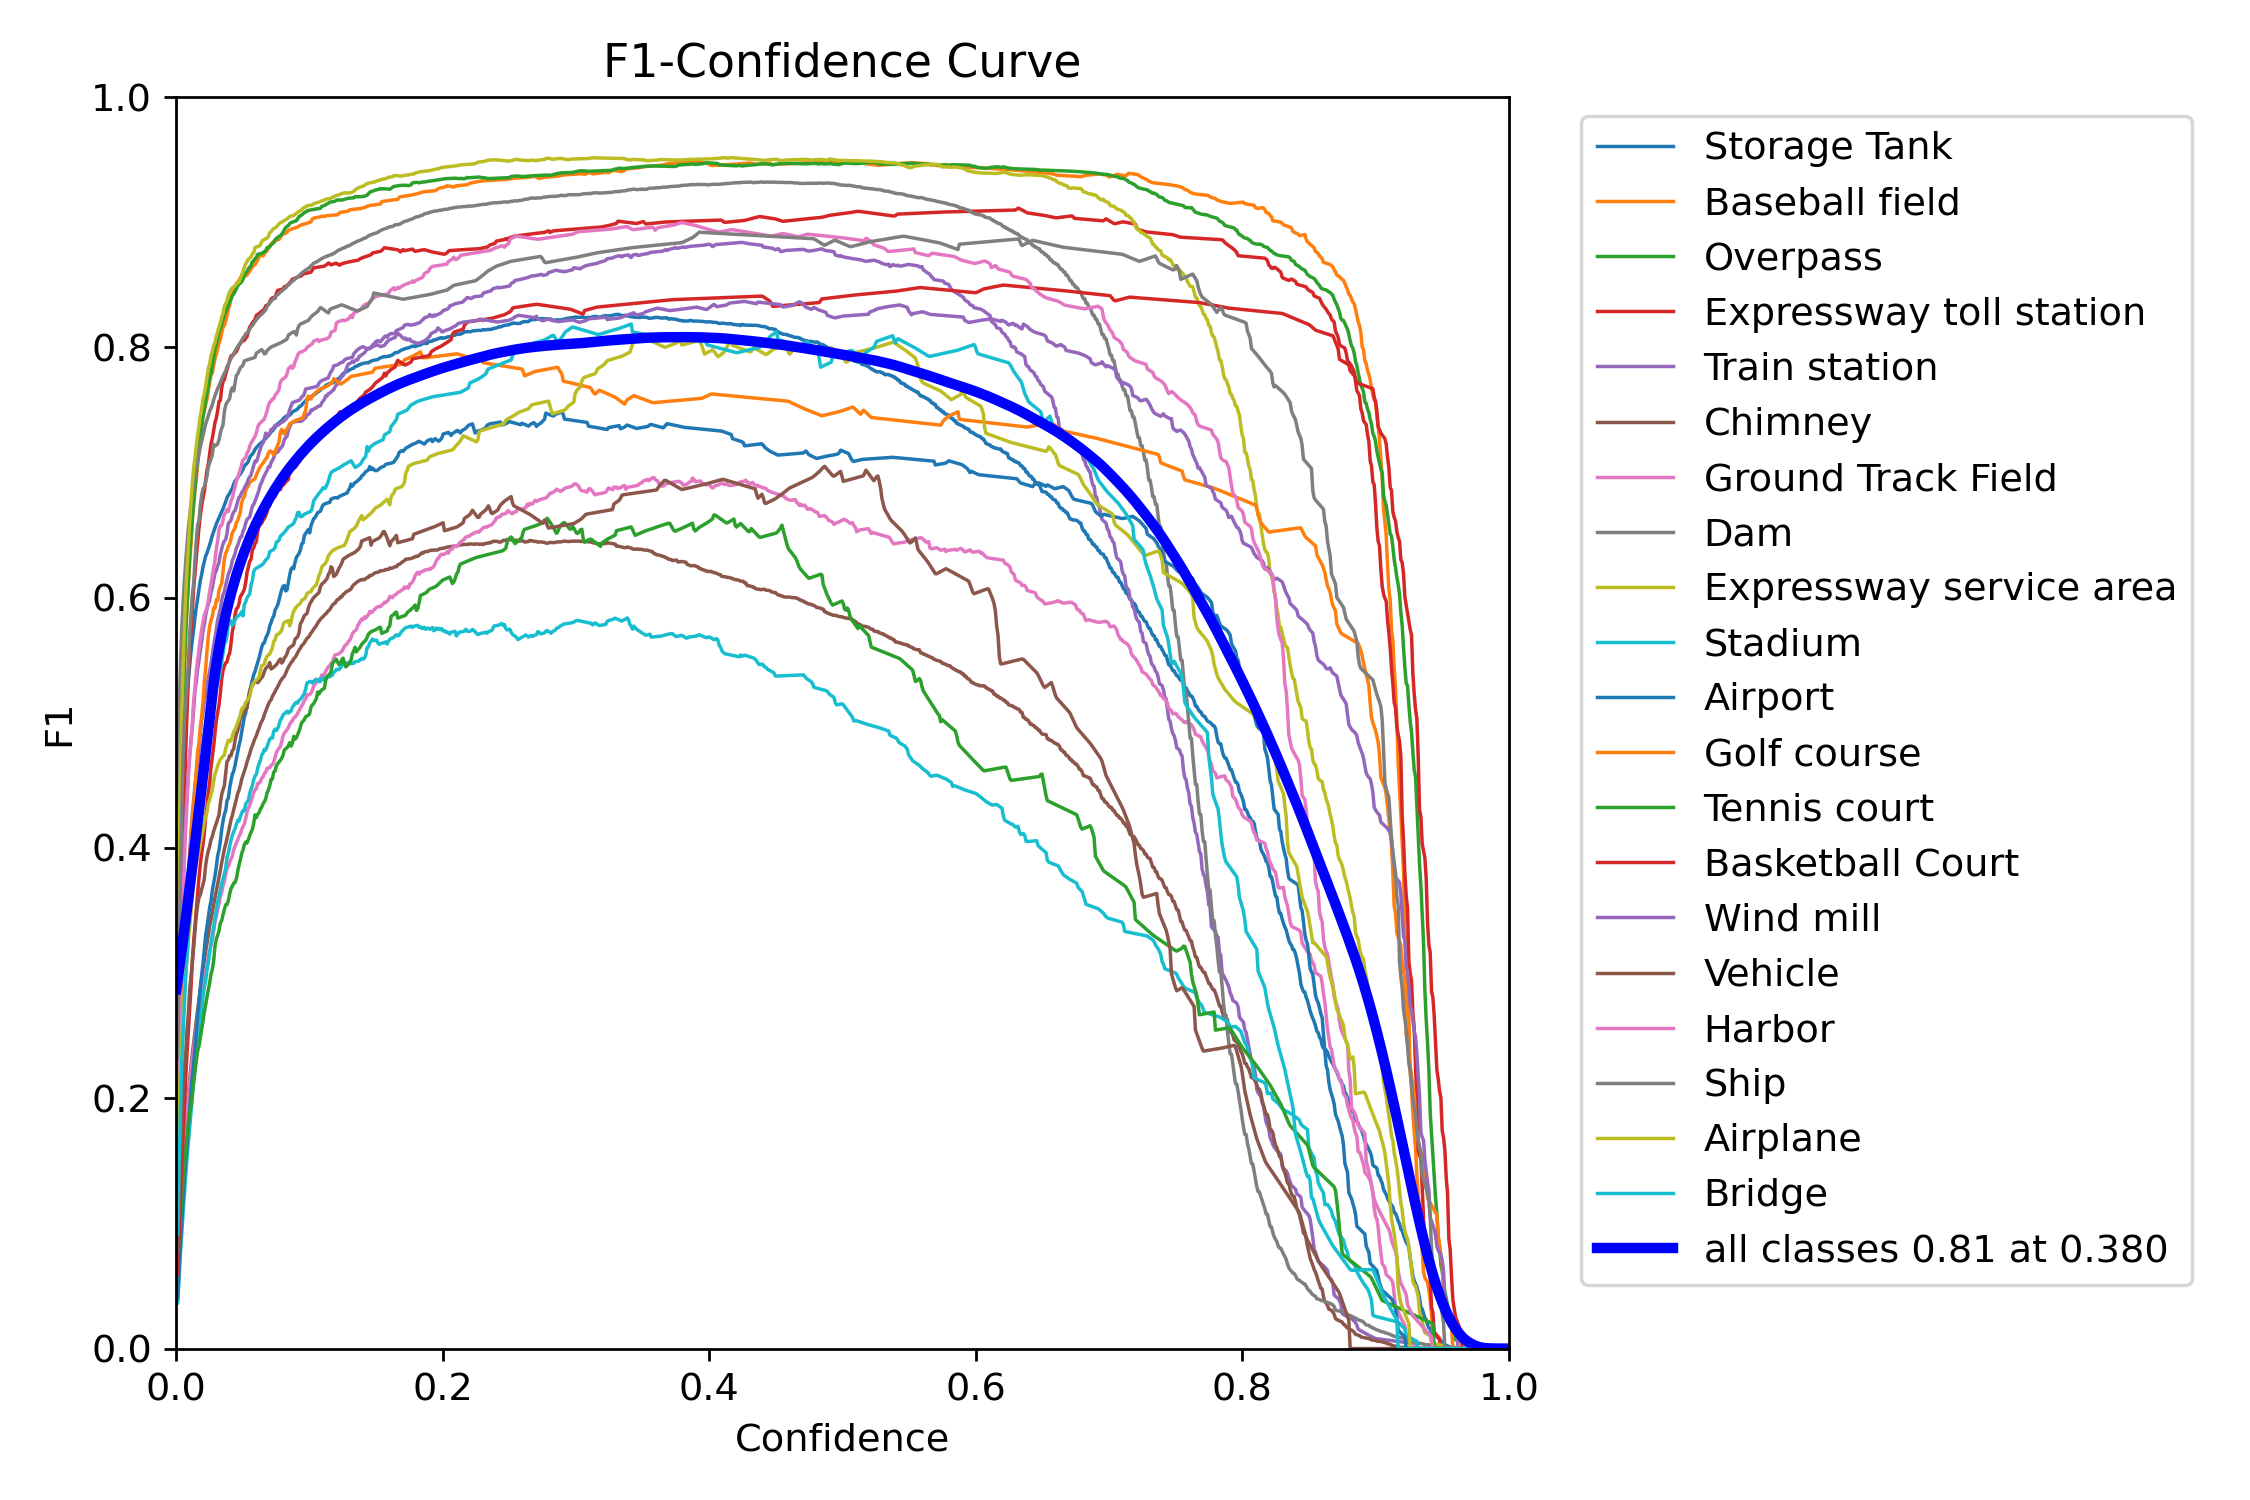 F1-Confidence Curve
1.0
0.8
0.6
0.4
0.2
0.0
F1
0.0 0.2 0.4 0.6 0.8 1.0
Confidence
Storage Tank
Baseball field
Overpass
Expressway toll station
Train station
Chimney
Ground Track Field
Dam
Expressway service area
Stadium
Airport
Golf course
Tennis court
Basketball Court
Wind mill
Vehicle
Harbor
Ship
Airplane
Bridge
all classes 0.81 at 0.380